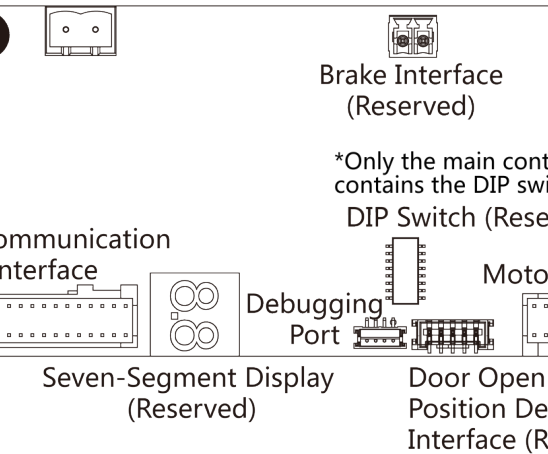 Brake Interface
(Reserved)
*Only the main cont
contains the DIP swi
DIP Switch (Rese
ommunication
nterface
Moto
Debugging
Port
Seven-Segment Display
(Reserved)
Door Open
Position De
Interface (R